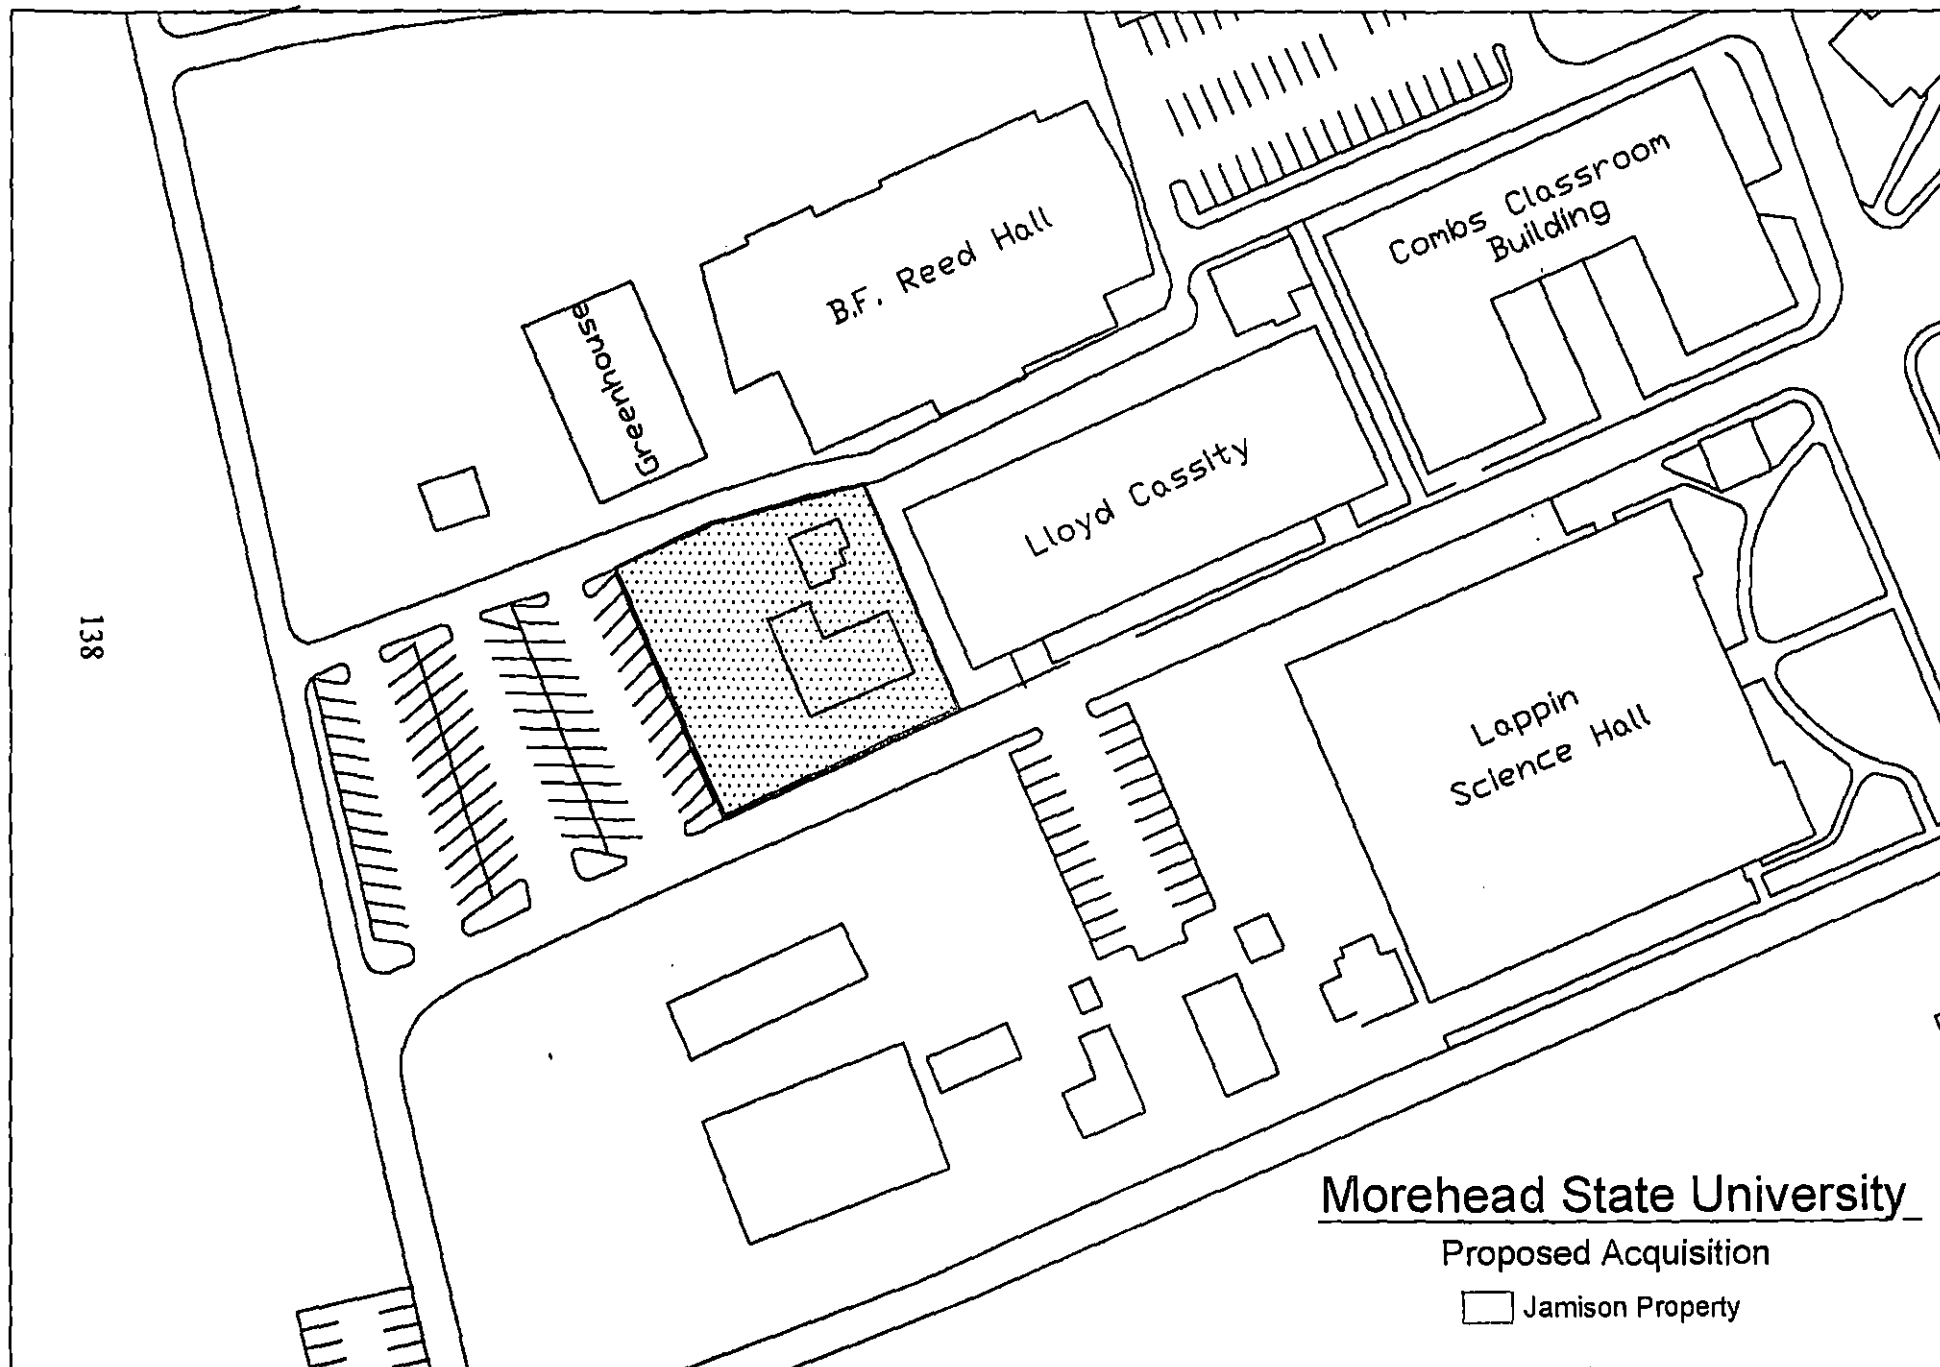 Combs Classroom
Building
B.F. Reed Hall
Greenhouse
Lloyd Cassity
138
Lappin
Science Hall
Morehead State University
Proposed Acquisition
Jamison Property